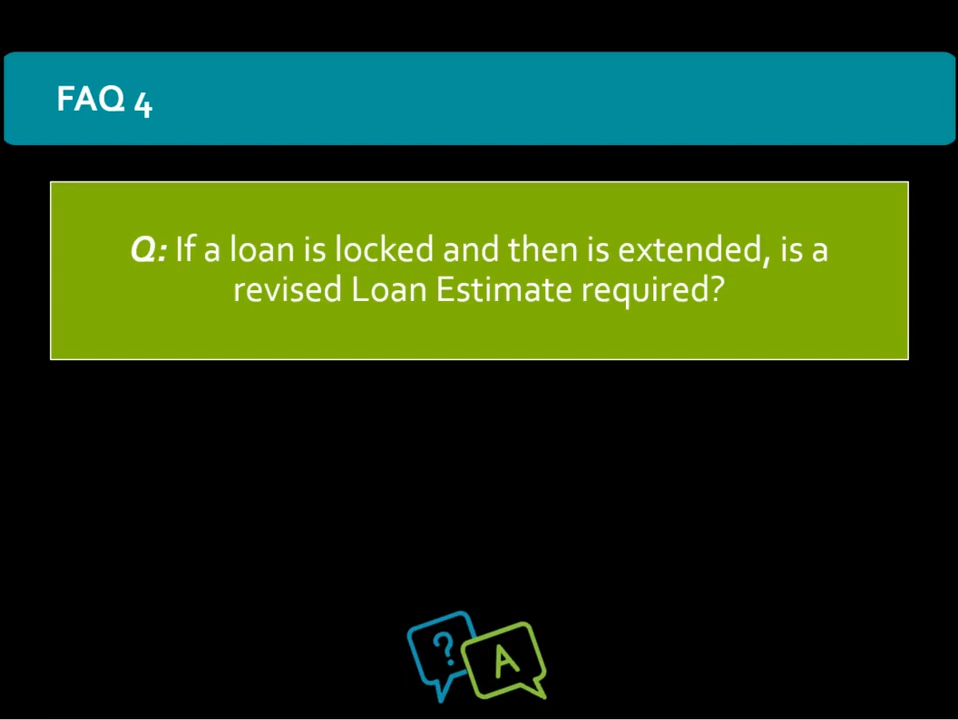 FAQ 4
Q: If a loan is locked and then is extended, is a
revised Loan Estimate required?
? A